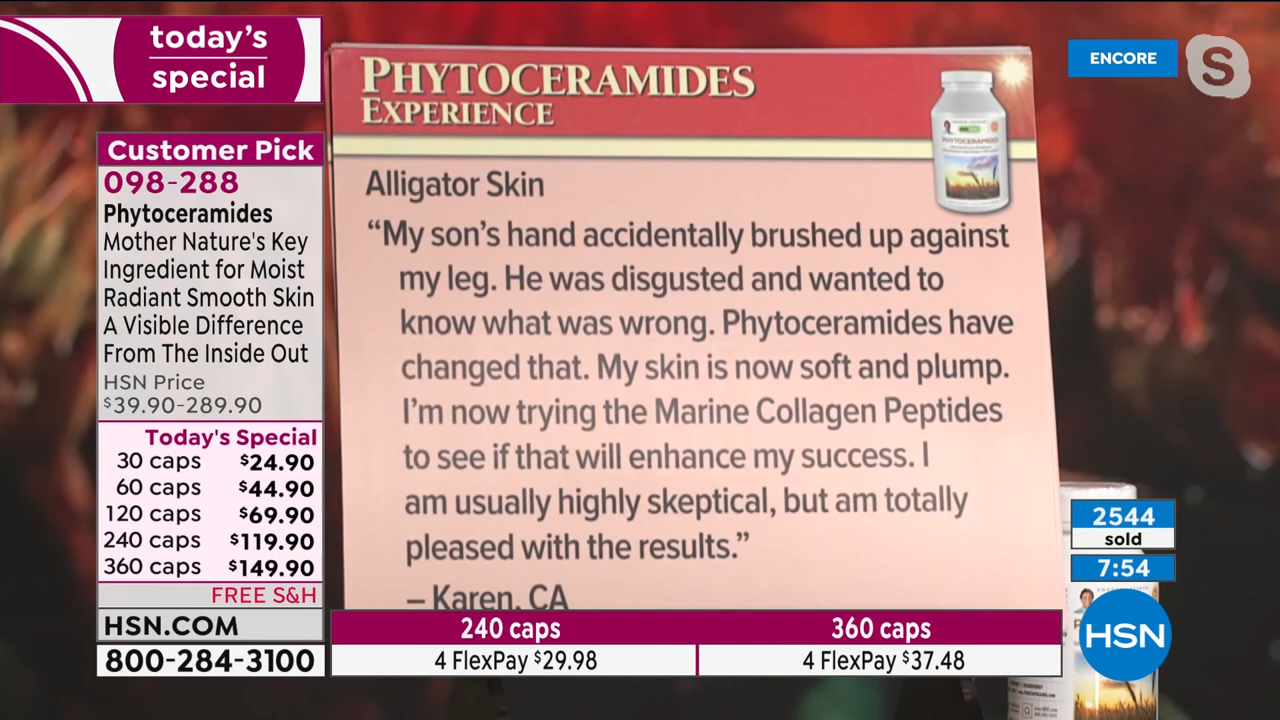 today's
special
Customer Pick
098-288
Phytoceramides
Mother Nature's Key
Ingredient for Moist
Radiant Smooth Skin
A Visible Difference
From The Inside Out
HSN Price
$39.90-289.90
Today's Special
30 caps $24.90
60 caps $44.90
120 caps $69.90
240 caps $119.90
360 caps $149.90
FREE S&H
HSN.COM
800-284-3100
PHYTOCERAMIDES
EXPERIENCE
PHYTOCERAMIDES
Alligator Skin
“My son's hand accidentally brushed up against
my leg. He was disgusted and wanted to
know what was wrong. Phytoceramides have
changed that. My skin is now soft and plump.
I'm now trying the Marine Collagen Peptides
to see if that will enhance my success. I
am usually highly skeptical, but am totally
pleased with the results.”
– Karen, CA
240 caps
4 FlexPay $29.98
360 caps
4 FlexPay $37.48
ENCORE
S
2544
sold
7:54
HSN